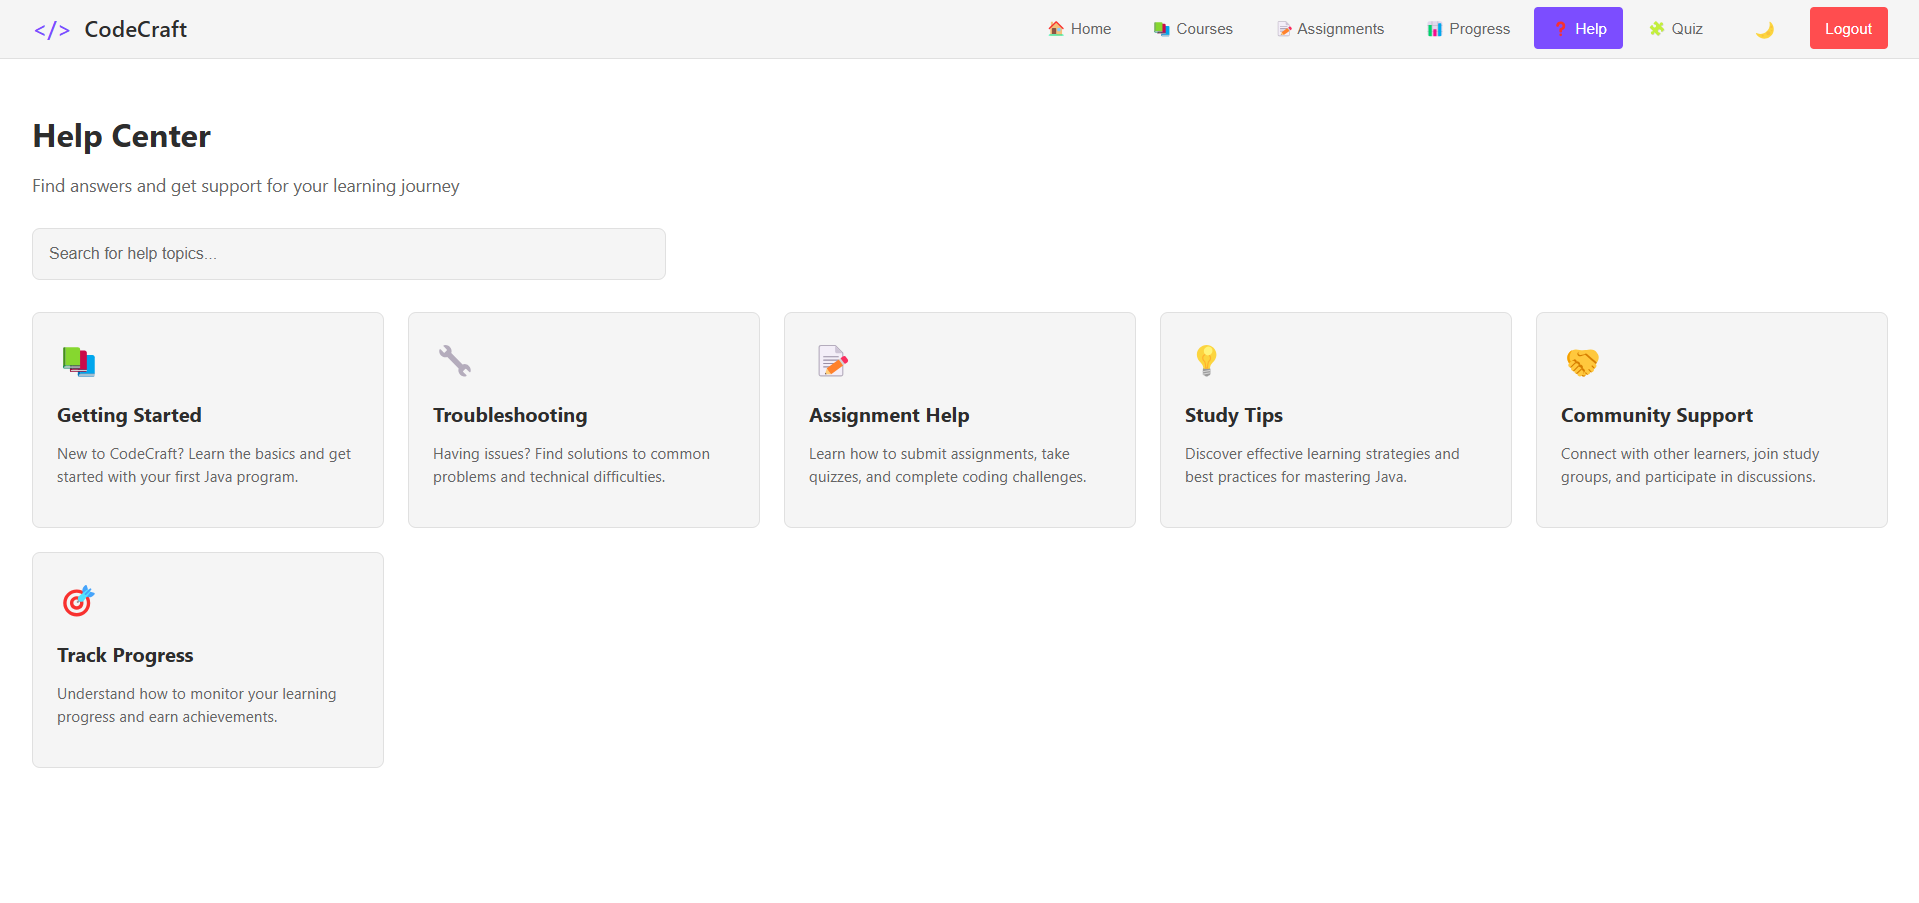 </> CodeCraft
Home
Courses
Assignments
Progress
Help
Quiz
Logout
Help Center
Find answers and get support for your learning journey
Search for help topics...
Getting Started
New to CodeCraft? Learn the basics and get
started with your first Java program.
Troubleshooting
Having issues? Find solutions to common
problems and technical difficulties.
Assignment Help
Learn how to submit assignments, take
quizzes, and complete coding challenges.
Study Tips
Discover effective learning strategies and
best practices for mastering Java.
Community Support
Connect with other learners, join study
groups, and participate in discussions.
Track Progress
Understand how to monitor your learning
progress and earn achievements.